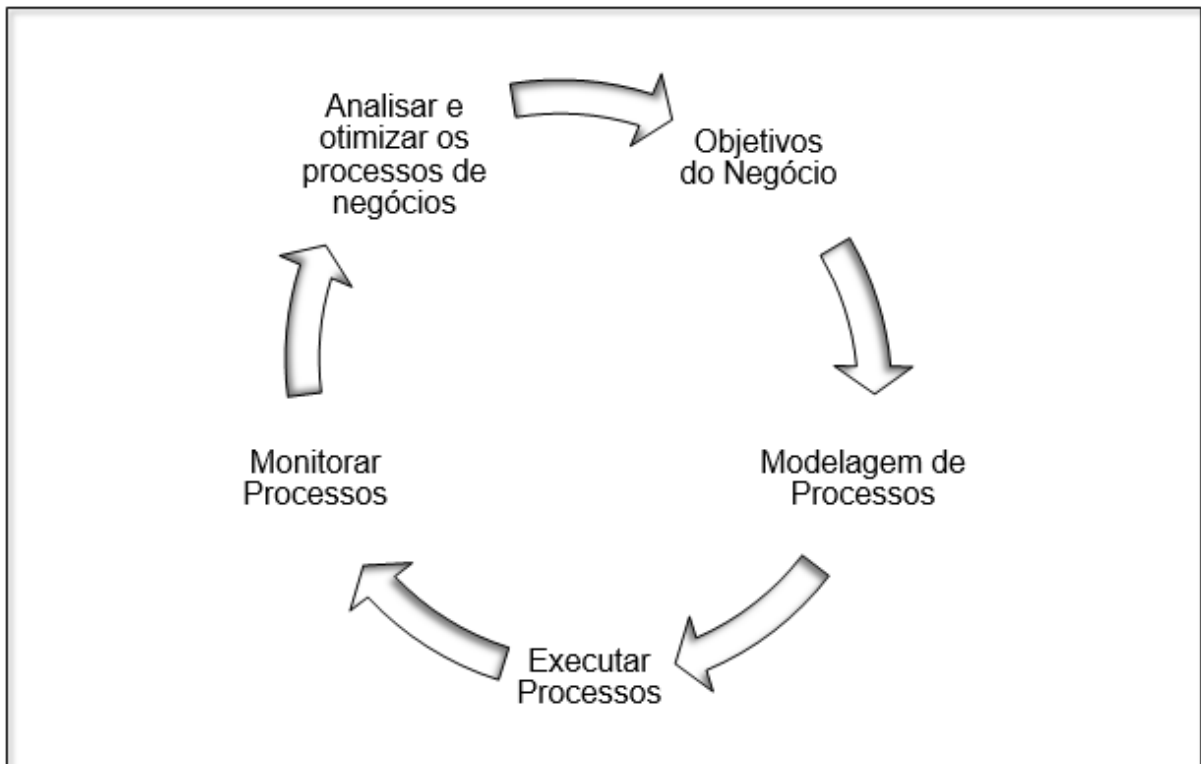 Analisar e
otimizar os
processos de
negócios
Objetivos
do Negócio
Modelagem de
Processos
Executar
Processos
Monitorar
Processos